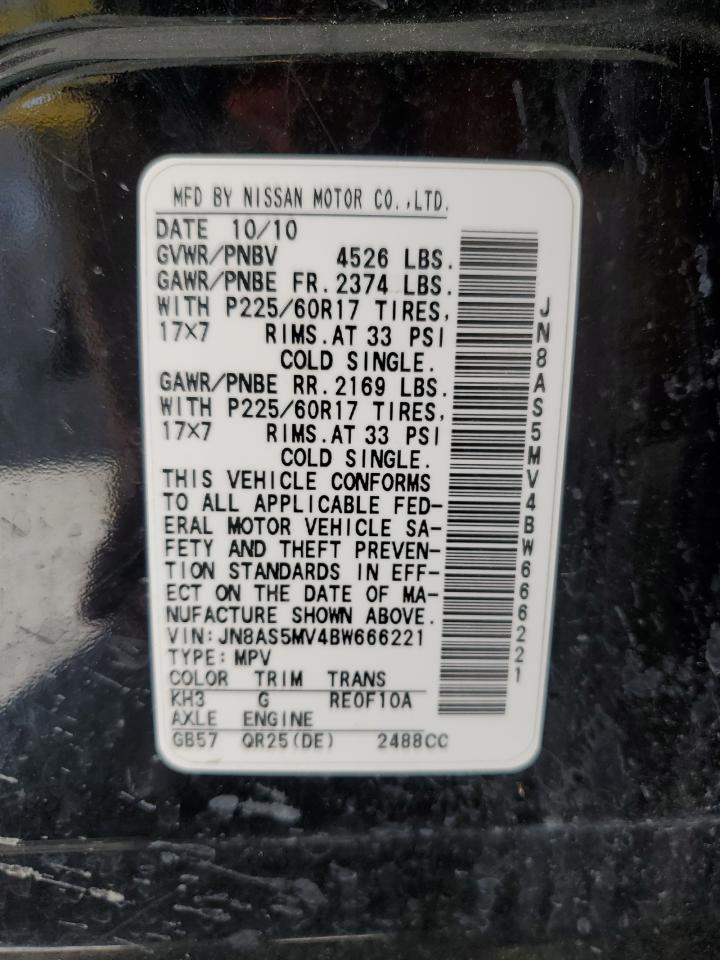 MFD BY NISSAN MOTOR CO.,LTD.
DATE 10/10
GVWR/PNBV 4526 LBS.
GAWR/PNBE FR.2374 LBS.
WITH P225/60R17 TIRES,
17×7 RIMS.AT 33 PSI
COLD SINGLE.
GAWR/PNBE RR.2169 LBS.
WITH P225/60R17 TIRES,
17×7 RIMS.AT 33 PSI
COLD SINGLE.
THIS VEHICLE CONFORMS
TO ALL APPLICABLE FED-
ERAL MOTOR VEHICLE SA-
FETY AND THEFT PREVEN-
TION STANDARDS IN EFF-
ECT ON THE DATE OF MA-
NUFACTURE SHOWN ABOVE.
VIN:JN8AS5MV4BW666221
TYPE:MPV
COLOR TRIM TRANS
KH3 G RE0F10A
AXLE ENGINE
GB57 QR25(DE) 2488CC
JN8AS5MV4BW666221